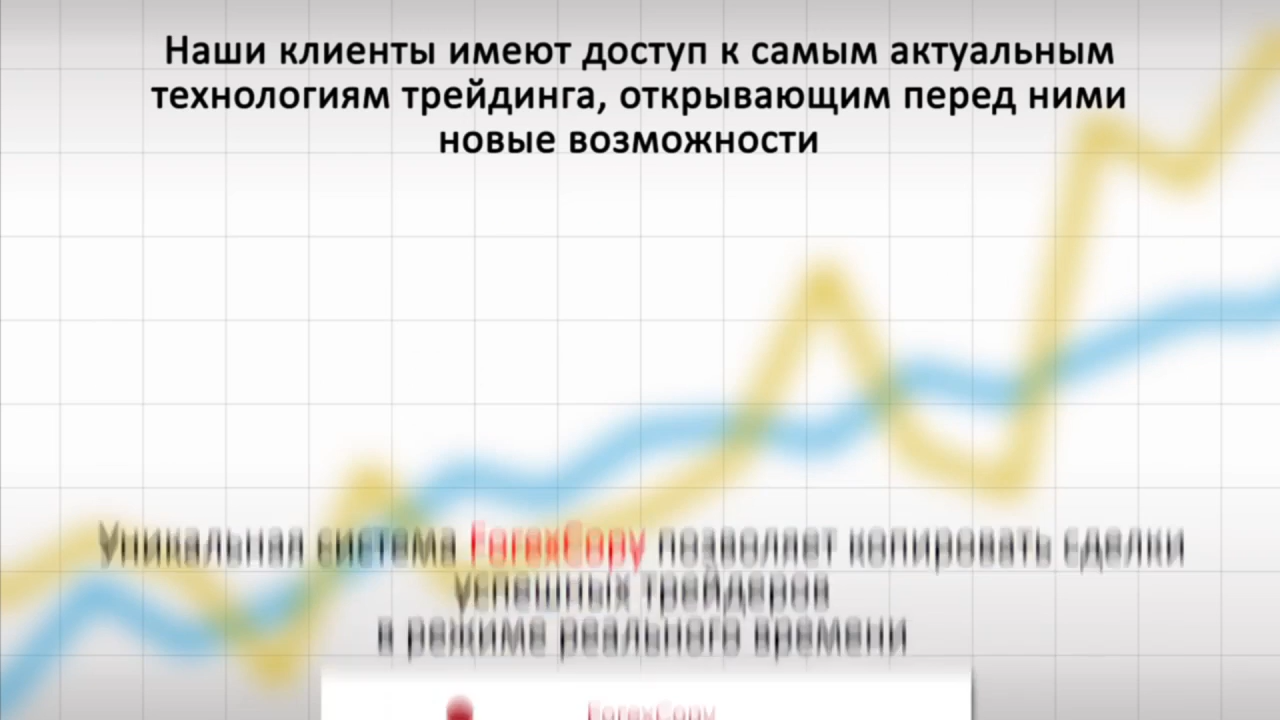 Наши клиенты имеют доступ к самым актуальным
технологиям трейдинга, открывающим перед ними
новые возможности
Уникальная система ForexCopy позволяет копировать сделки
успешных трейдеров
в режиме реального времени
ForexCopy